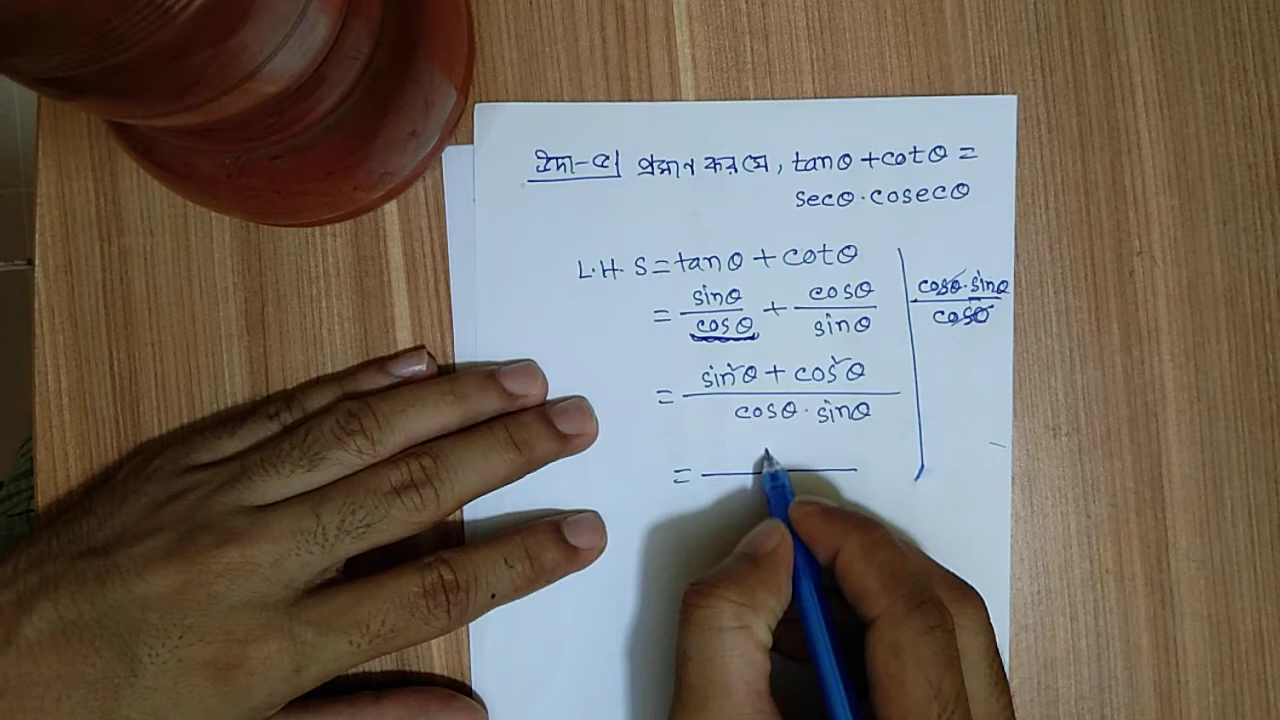 উদা-৫। প্রমাণ কর যে, tanθ + cotθ =
secθ · cosecθ
L.H.S = tanθ + cotθ
= sinθ/cosθ + cosθ/sinθ
cosθ · sinθ/cosθ
= sin²θ + cos²θ/cosθ · sinθ
=